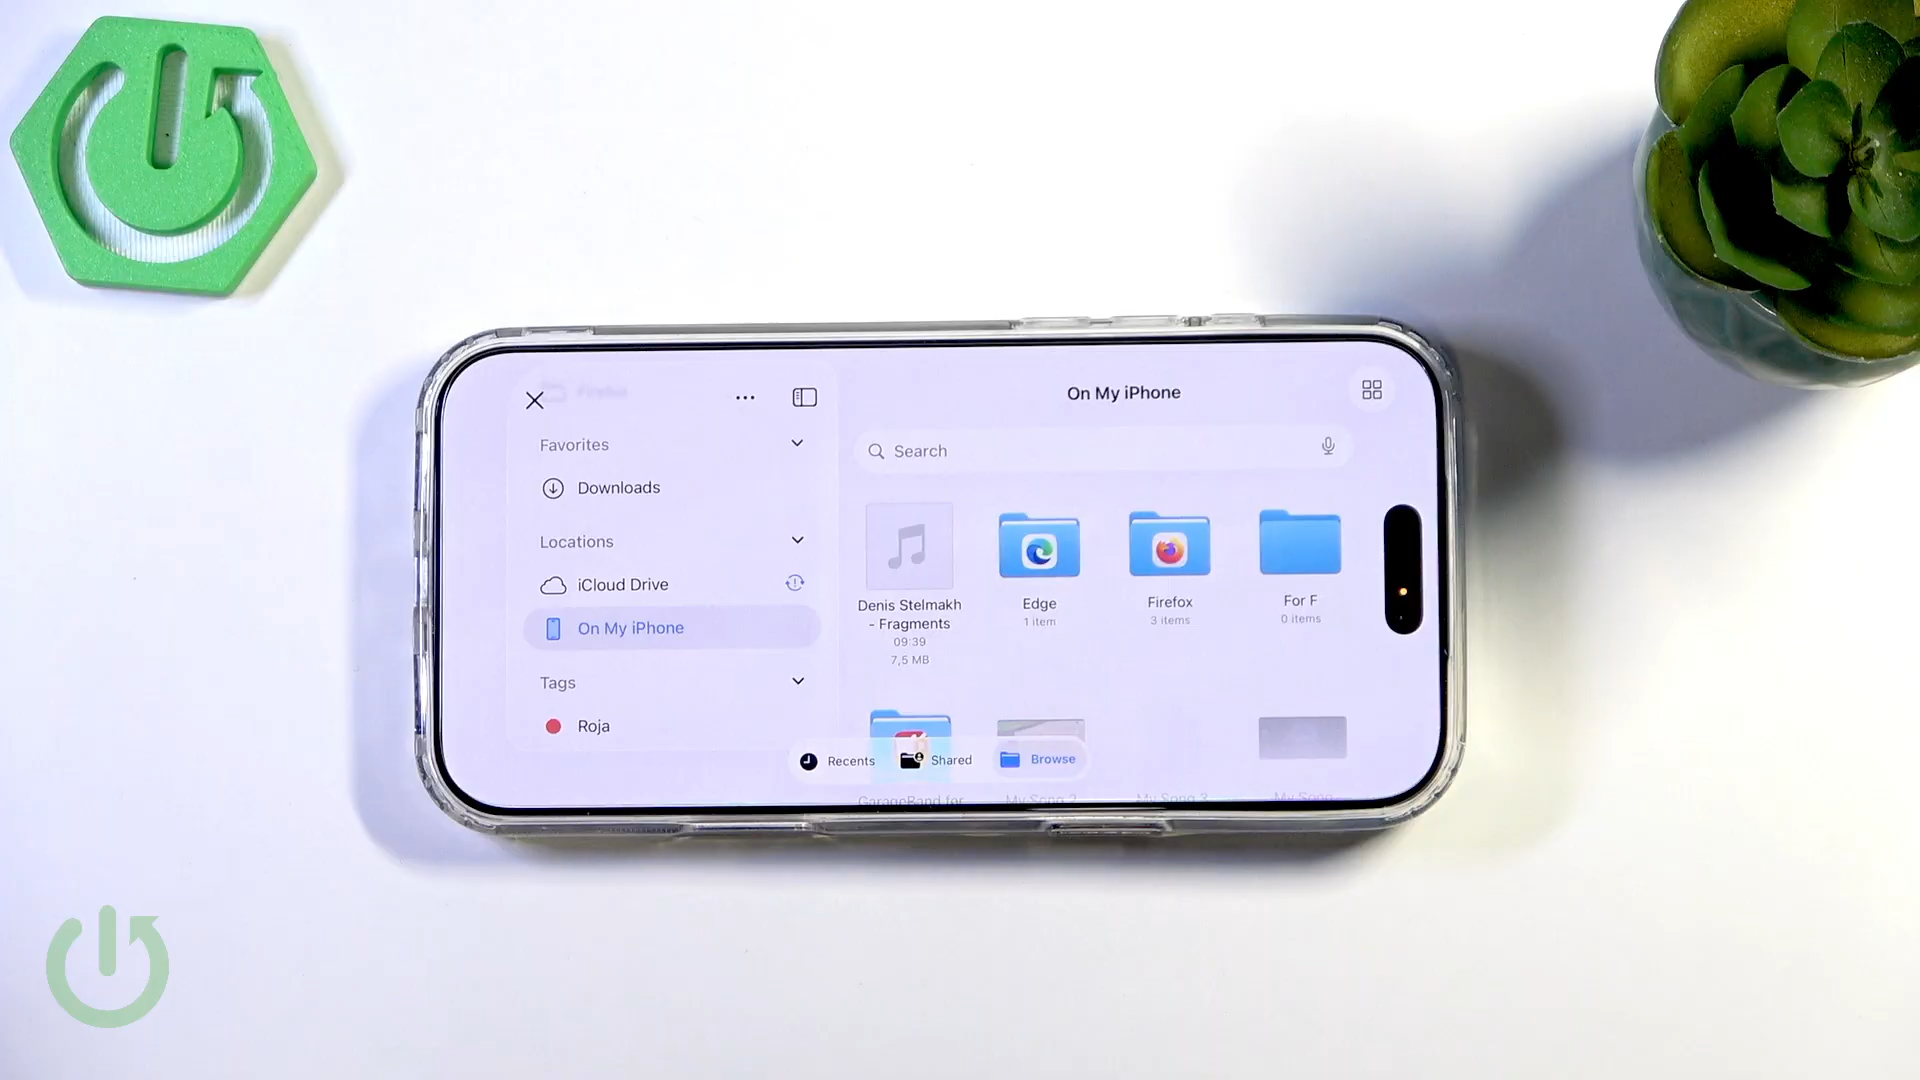 Firefox
On My iPhone
Favorites
Search
Downloads
Locations
iCloud Drive
On My iPhone
Denis Stelmakh
- Fragments
09:39
7,5 MB
Edge
1 item
Firefox
3 items
For F
0 items
Tags
Roja
Recents
Shared
Browse
GarageBand for
My Song 2
My Song 3
My Song